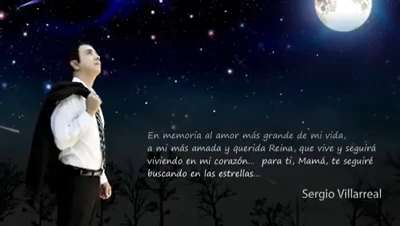 En memoria al amor más grande de mi vida,
a mi más amada y querida Reina, que vive y seguirá
viviendo en mi corazón... para ti, Mamá, te seguiré
buscando en las estrellas...
Sergio Villarreal